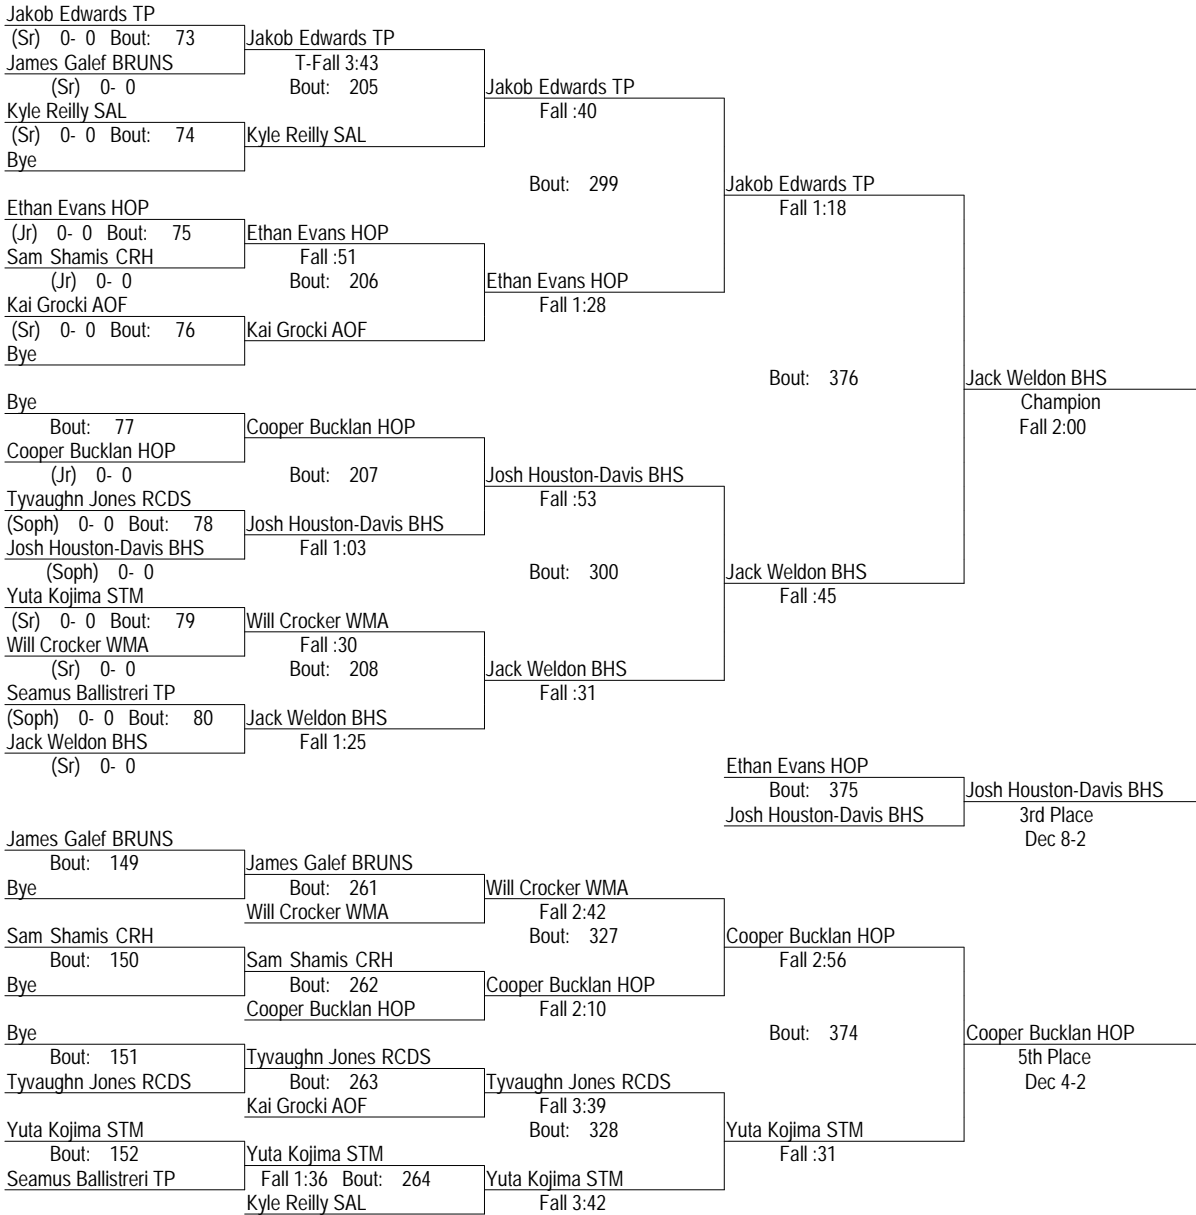 Jakob Edwards TP
(Sr) 0- 0 Bout: 73 Jakob Edwards TP
James Galef BRUNS T-Fall 3:43
(Sr) 0- 0 Bout: 205 Jakob Edwards TP
Kyle Reilly SAL Fall :40
(Sr) 0- 0 Bout: 74 Kyle Reilly SAL
Bye
Bout: 299 Jakob Edwards TP
Ethan Evans HOP Fall 1:18
(Jr) 0- 0 Bout: 75 Ethan Evans HOP
Sam Shamis CRH Fall :51
(Jr) 0- 0 Bout: 206 Ethan Evans HOP
Kai Grocki AOF Fall 1:28
(Sr) 0- 0 Bout: 76 Kai Grocki AOF
Bye
Bout: 376 Jack Weldon BHS
Bye Champion
Bout: 77 Cooper Bucklan HOP Fall 2:00
Cooper Bucklan HOP
(Jr) 0- 0 Bout: 207 Josh Houston-Davis BHS
Tyvaughn Jones RCDS Fall :53
(Soph) 0- 0 Bout: 78 Josh Houston-Davis BHS
Josh Houston-Davis BHS Fall 1:03
(Soph) 0- 0 Bout: 300 Jack Weldon BHS
Yuta Kojima STM Fall :45
(Sr) 0- 0 Bout: 79 Will Crocker WMA
Will Crocker WMA Fall :30
(Sr) 0- 0 Bout: 208 Jack Weldon BHS
Seamus Ballistreri TP Fall :31
(Soph) 0- 0 Bout: 80 Jack Weldon BHS
Jack Weldon BHS Fall 1:25
(Sr) 0- 0 Ethan Evans HOP
Bout: 375 Josh Houston-Davis BHS
Josh Houston-Davis BHS 3rd Place
James Galef BRUNS Dec 8-2
Bout: 149 James Galef BRUNS
Bye Bout: 261 Will Crocker WMA
Will Crocker WMA Fall 2:42
Sam Shamis CRH Bout: 327 Cooper Bucklan HOP
Bout: 150 Sam Shamis CRH Fall 2:56
Bye Bout: 262 Cooper Bucklan HOP
Cooper Bucklan HOP Fall 2:10
Bye Bout: 374 Cooper Bucklan HOP
Bout: 151 Tyvaughn Jones RCDS 5th Place
Tyvaughn Jones RCDS Bout: 263 Tyvaughn Jones RCDS Dec 4-2
Kai Grocki AOF Fall 3:39
Yuta Kojima STM Bout: 328 Yuta Kojima STM
Bout: 152 Yuta Kojima STM Fall :31
Seamus Ballistreri TP Fall 1:36 Bout: 264 Yuta Kojima STM
Kyle Reilly SAL Fall 3:42